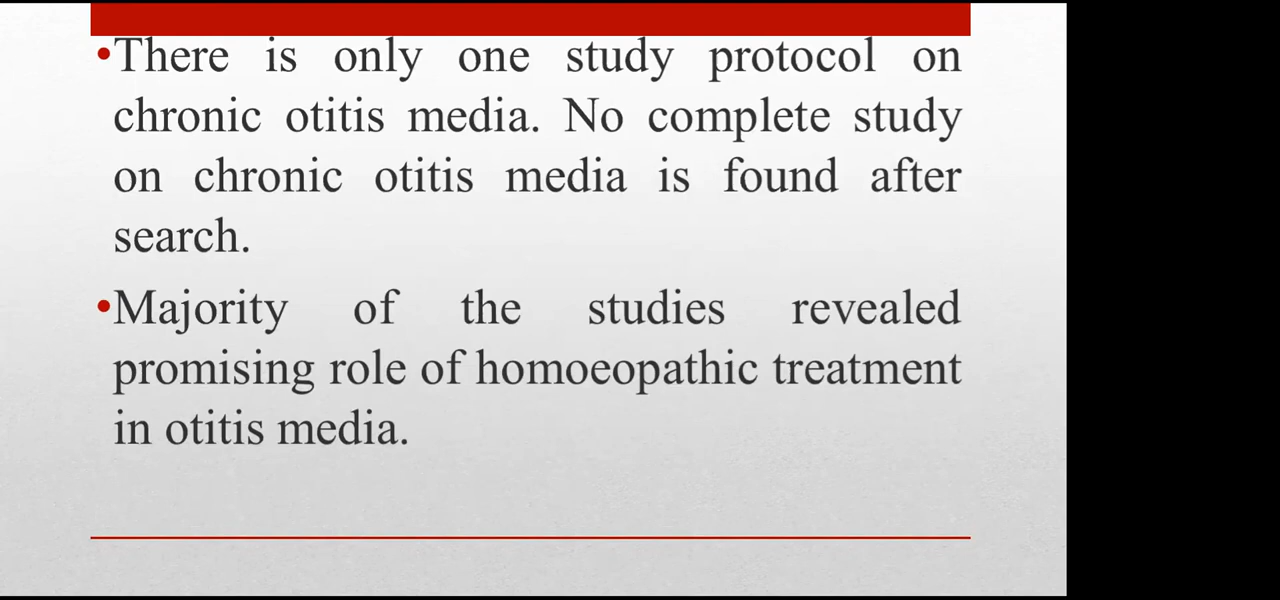 •There is only one study protocol on
chronic otitis media. No complete study
on chronic otitis media is found after
search.
•Majority of the studies revealed
promising role of homoeopathic treatment
in otitis media.